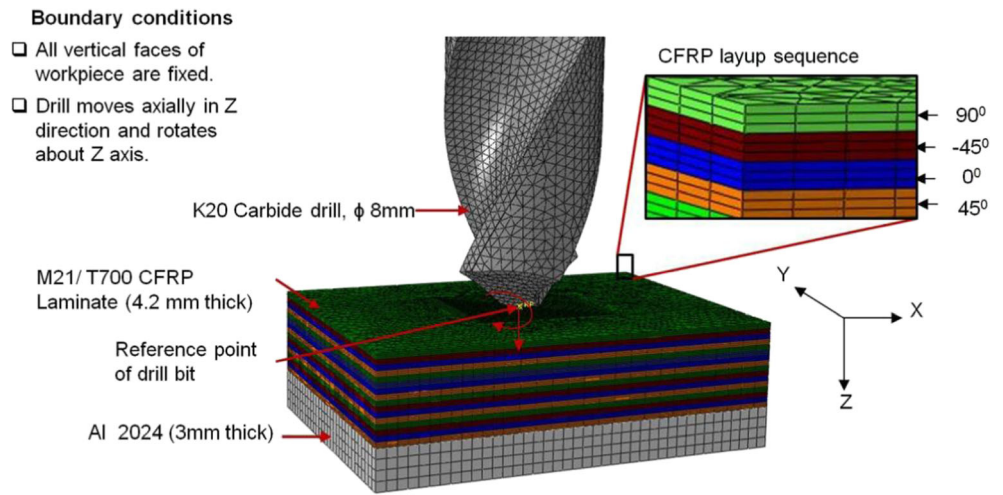 Boundary conditions
❑ All vertical faces of
workpiece are fixed.
❑ Drill moves axially in Z
direction and rotates
about Z axis.
CFRP layup sequence
90⁰
-45⁰
0⁰
45⁰
K20 Carbide drill, ϕ 8mm
M21/ T700 CFRP
Laminate (4.2 mm thick)
Reference point
of drill bit
Al 2024 (3mm thick)
Y
X
Z